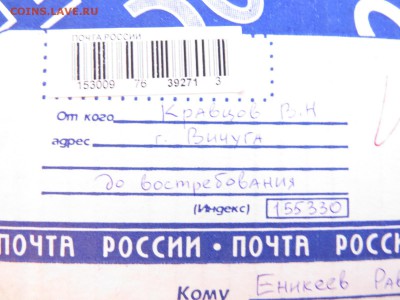 COINS.LAVE.RU
ПОЧТА РОССИИ
153009 76 39271 3
От кого Кравцов В.Н
адрес г. Вичуга
до востребования
(Индекс) 155330
ПОЧТА РОССИИ • ПОЧТА РОСС
Кому Еникеев Рав